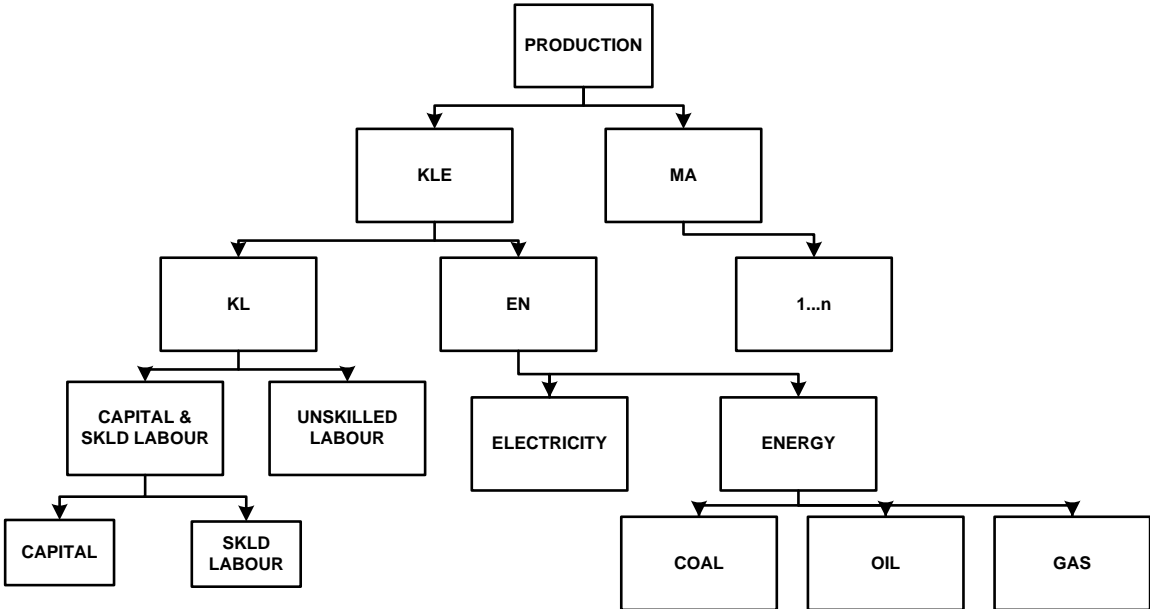 PRODUCTION
KLE
MA
KL
EN
1...n
CAPITAL &
SKLD LABOUR
UNSKILLED
LABOUR
ELECTRICITY
ENERGY
CAPITAL
SKLD
LABOUR
COAL
OIL
GAS